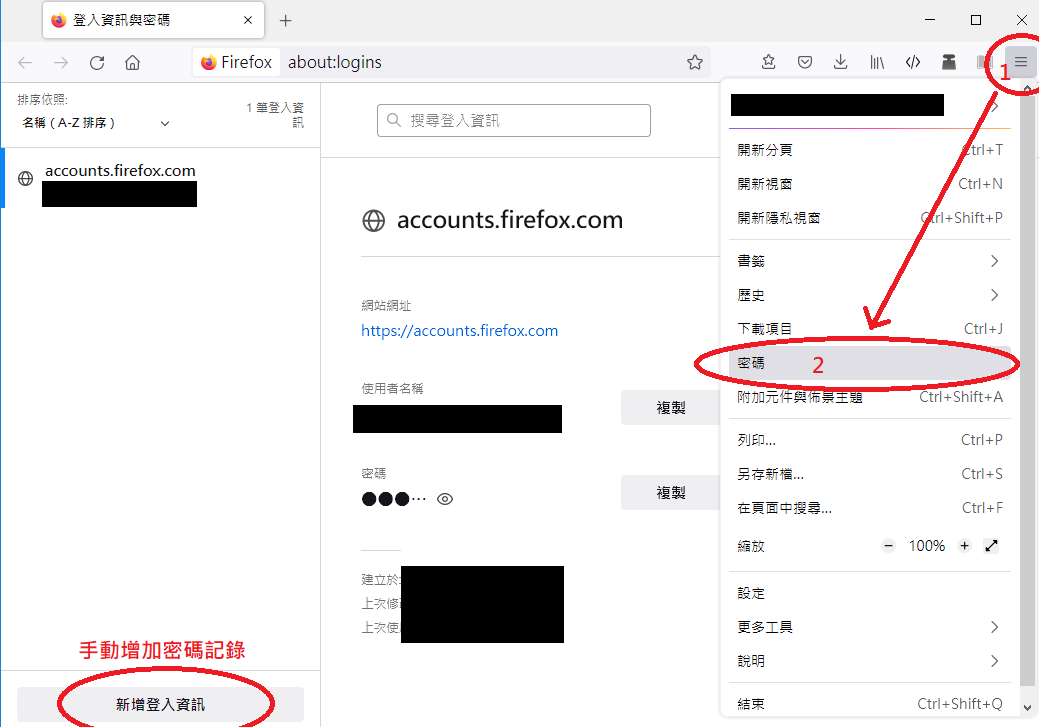 登入資訊與密碼
Firefox
about:logins
1
排序依照:
名稱 ( A-Z 排序 )
1 筆登入資訊
accounts.firefox.com
搜尋登入資訊
accounts.firefox.com
網站網址
https://accounts.firefox.com
使用者名稱
複製
密碼
複製
建立於:
上次修
上次使
手動增加密碼記錄
新增登入資訊
開新分頁 Ctrl+T
開新視窗 Ctrl+N
開新隱私視窗 Ctrl+Shift+P
書籤
歷史
下載項目 Ctrl+J
密碼 2
附加元件與佈景主題 Ctrl+Shift+A
列印... Ctrl+P
另存新檔... Ctrl+S
在頁面中搜尋... Ctrl+F
縮放 − 100% +
設定
更多工具
說明
結束 Ctrl+Shift+Q